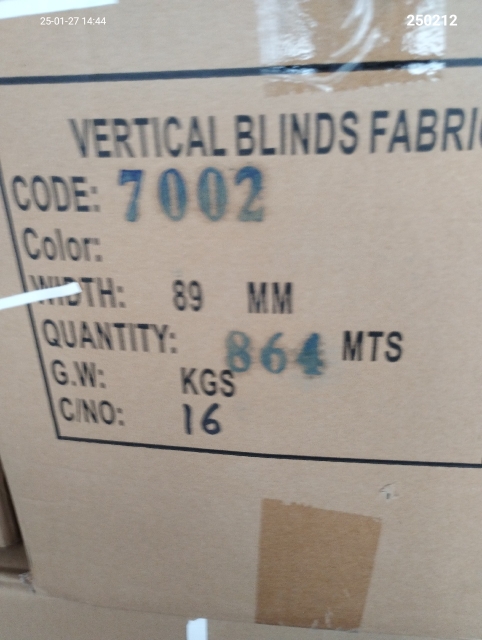 25-01-27 14:44
250212
VERTICAL BLINDS FABRIC
CODE: 7002
Color:
WIDTH: 89 MM
QUANTITY: 864 MTS
G.W: KGS
C/NO: 16